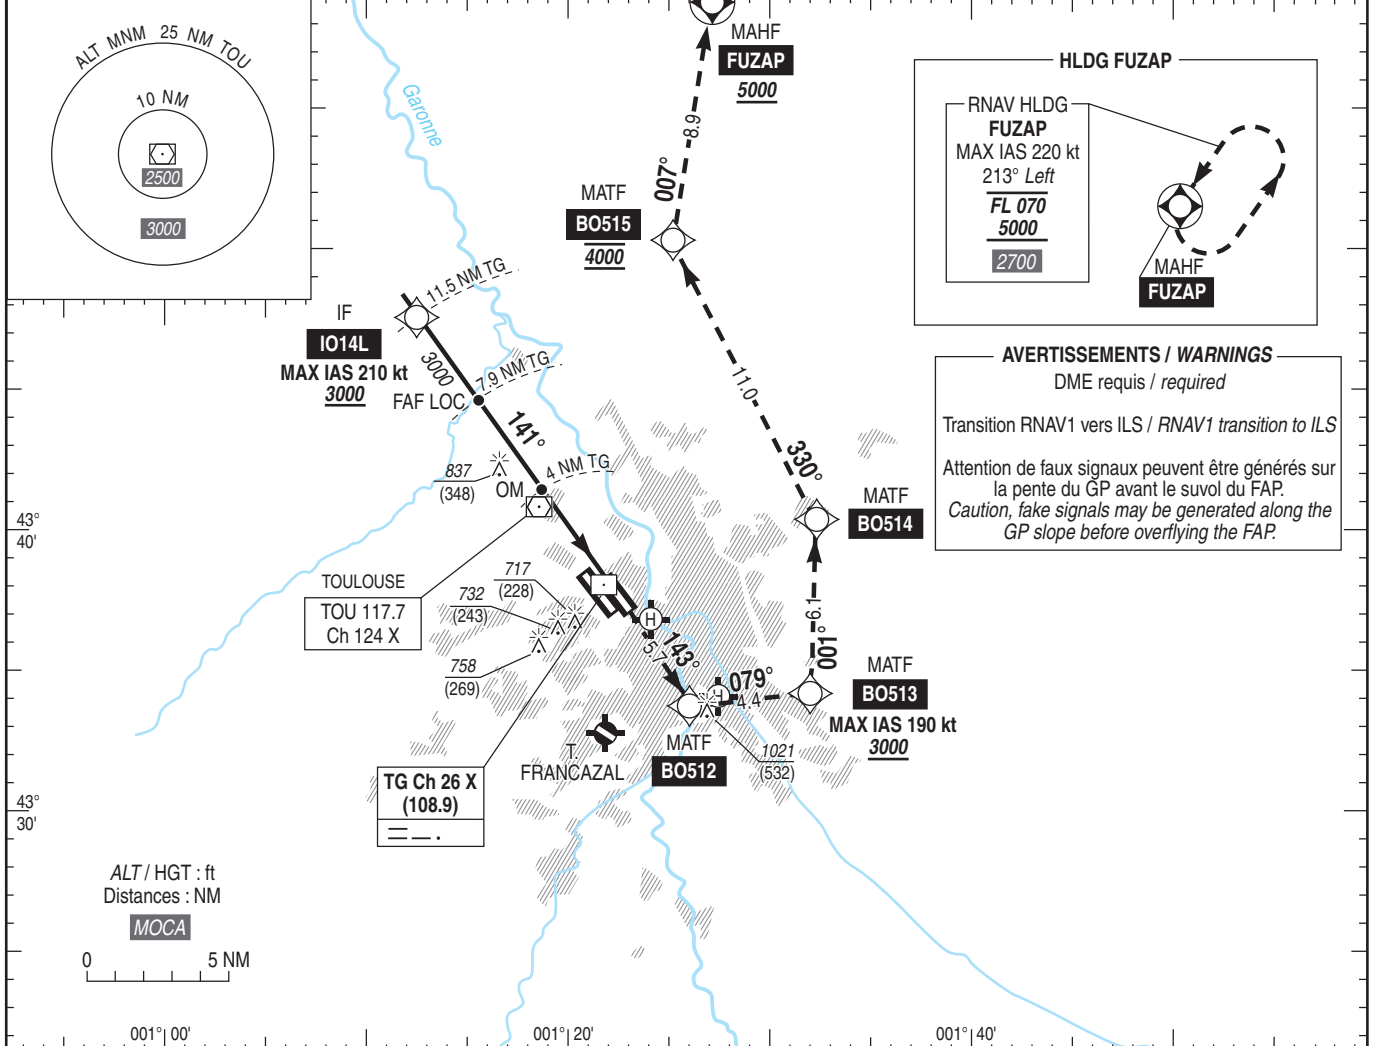 ALT MNM 25 NM TOU
10 NM
2500
3000
Garonne
MAHF
FUZAP
5000
8.9
007°
MATF
BO515
4000
HLDG FUZAP
RNAV HLDG
FUZAP
MAX IAS 220 kt
213° Left
FL 070
5000
2700
MAHF
FUZAP
11.5 NM TG
IF
IO14L
MAX IAS 210 kt
3000
3000
7.9 NM TG
FAF LOC
141°
4 NM TG
837
(348)
OM
11.0
330°
MATF
BO514
AVERTISSEMENTS / WARNINGS
DME requis / required
Transition RNAV1 vers ILS / RNAV1 transition to ILS
Attention de faux signaux peuvent être générés sur
la pente du GP avant le suvol du FAP.
Caution, fake signals may be generated along the
GP slope before overflying the FAP.
43°
40'
TOULOUSE
TOU 117.7
Ch 124 X
717
(228)
732
(243)
758
(269)
H
143°
5.7
H
079°
4.4
001°
6.1
MATF
BO513
MAX IAS 190 kt
3000
MATF
BO512
1021
(532)
T.
FRANCAZAL
TG Ch 26 X
(108.9)
43°
30'
ALT / HGT : ft
Distances : NM
MOCA
0 5 NM
001° 00'
001° 20'
001° 40'